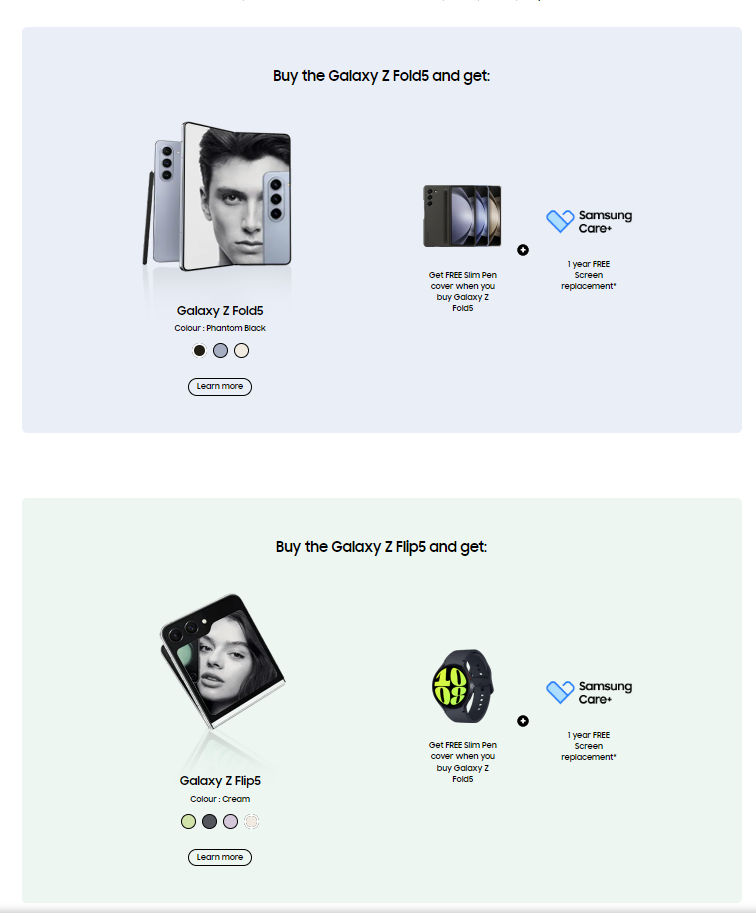 Buy the Galaxy Z Fold5 and get:
Samsung
Care+
Get FREE Slim Pen
cover when you
buy Galaxy Z
Fold5
1 year FREE
Screen
replacement*
Galaxy Z Fold5
Colour : Phantom Black
Learn more
Buy the Galaxy Z Flip5 and get:
10
08
Samsung
Care+
Get FREE Slim Pen
cover when you
buy Galaxy Z
Fold5
1 year FREE
Screen
replacement*
Galaxy Z Flip5
Colour : Cream
Learn more